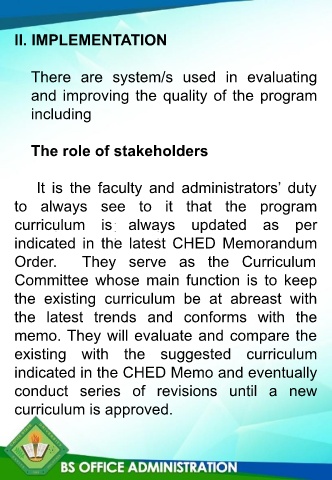 II. IMPLEMENTATION
There are system/s used in evaluating
and improving the quality of the program
including
The role of stakeholders
It is the faculty and administrators' duty
to always see to it that the program
curriculum is always updated as per
indicated in the latest CHED Memorandum
Order. They serve as the Curriculum
Committee whose main function is to keep
the existing curriculum be at abreast with
the latest trends and conforms with the
memo. They will evaluate and compare the
existing with the suggested curriculum
indicated in the CHED Memo and eventually
conduct series of revisions until a new
curriculum is approved.
BS OFFICE ADMINISTRATION